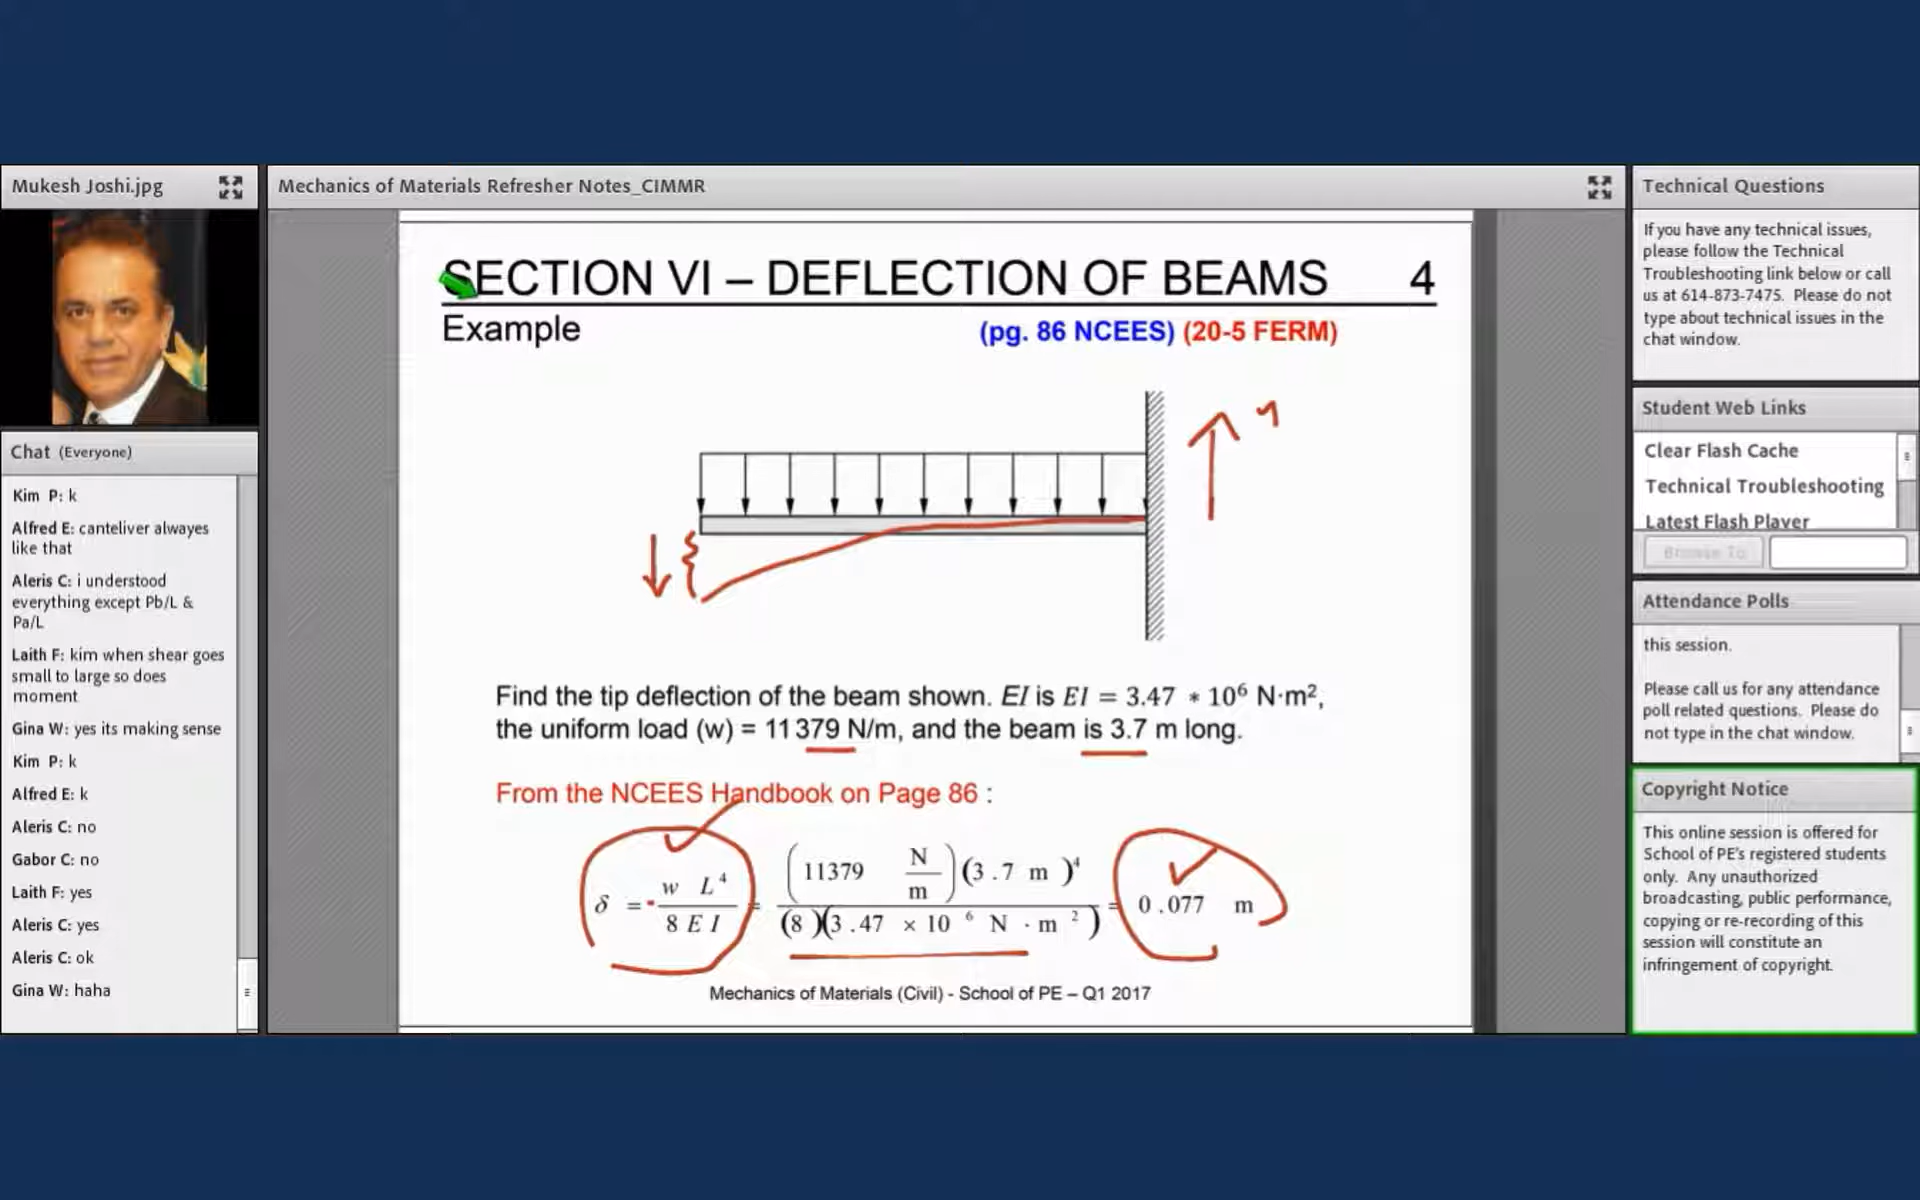 Mukesh Joshi.jpg
Chat (Everyone)
Kim P: k
Alfred E: canteliver alwayes
like that
Aleris C: i understood
everything except Pb/L &
Pa/L
Laith F: kim when shear goes
small to large so does
moment
Gina W: yes its making sense
Kim P: k
Alfred E: k
Aleris C: no
Gabor C: no
Laith F: yes
Aleris C: yes
Aleris C: ok
Gina W: haha
Mechanics of Materials Refresher Notes_CIMMR
SECTION VI – DEFLECTION OF BEAMS 4
Example (pg. 86 NCEES) (20-5 FERM)
Find the tip deflection of the beam shown. EI is EI = 3.47 * 10⁶ N·m²,
the uniform load (w) = 11 379 N/m, and the beam is 3.7 m long.
From the NCEES Handbook on Page 86 :
δ = - w L⁴ / 8 E I = (11379 N/m)(3.7 m)⁴ / (8)(3.47 × 10⁶ N · m²) = 0.077 m
Mechanics of Materials (Civil) - School of PE – Q1 2017
Technical Questions
If you have any technical issues,
please follow the Technical
Troubleshooting link below or call
us at 614-873-7475. Please do not
type about technical issues in the
chat window.
Student Web Links
Clear Flash Cache
Technical Troubleshooting
Latest Flash Player
Browse To
Attendance Polls
this session.
Please call us for any attendance
poll related questions. Please do
not type in the chat window.
Copyright Notice
This online session is offered for
School of PE's registered students
only. Any unauthorized
broadcasting, public performance,
copying or re-recording of this
session will constitute an
infringement of copyright.